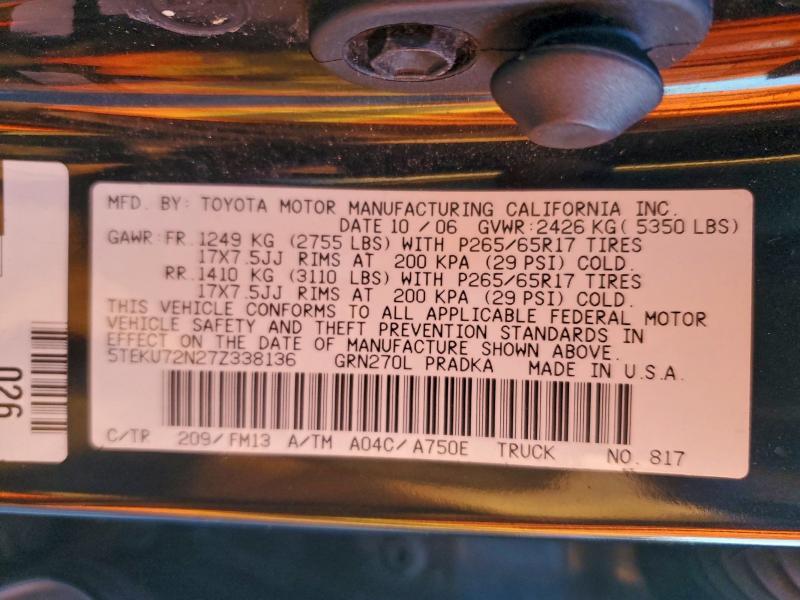 MFD. BY: TOYOTA MOTOR MANUFACTURING CALIFORNIA INC.
DATE 10 / 06 GVWR: 2426 KG( 5350 LBS)
GAWR: FR. 1249 KG (2755 LBS) WITH P265/65R17 TIRES
17X7.5JJ RIMS AT 200 KPA (29 PSI) COLD.
RR. 1410 KG (3110 LBS) WITH P265/65R17 TIRES
17X7.5JJ RIMS AT 200 KPA (29 PSI) COLD.
THIS VEHICLE CONFORMS TO ALL APPLICABLE FEDERAL MOTOR
VEHICLE SAFETY AND THEFT PREVENTION STANDARDS IN
EFFECT ON THE DATE OF MANUFACTURE SHOWN ABOVE.
5TEKU72N27Z338136 GRN270L PRADKA MADE IN U.S.A.
C/TR 209/ FM13 A/TM A04C/ A750E TRUCK NO. 817
026